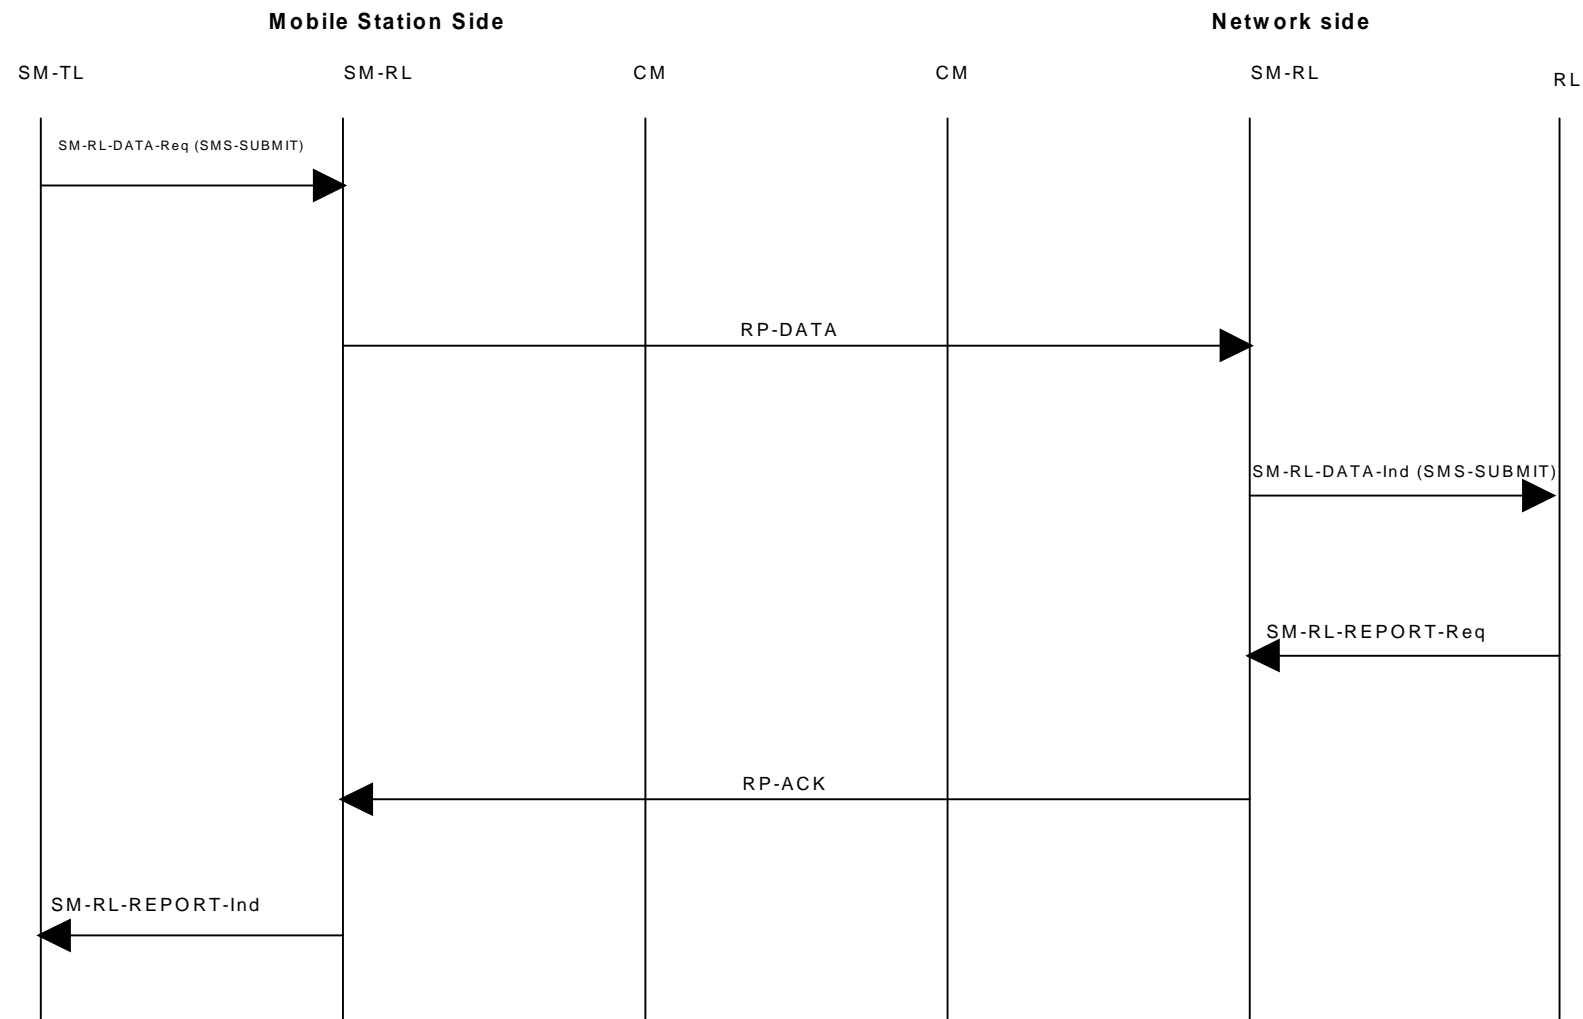 Mobile Station Side
Network side
SM-TL
SM-RL
CM
CM
SM-RL
RL
SM-RL-DATA-Req (SMS-SUBMIT)
RP-DATA
SM-RL-DATA-Ind (SMS-SUBMIT)
SM-RL-REPORT-Req
RP-ACK
SM-RL-REPORT-Ind